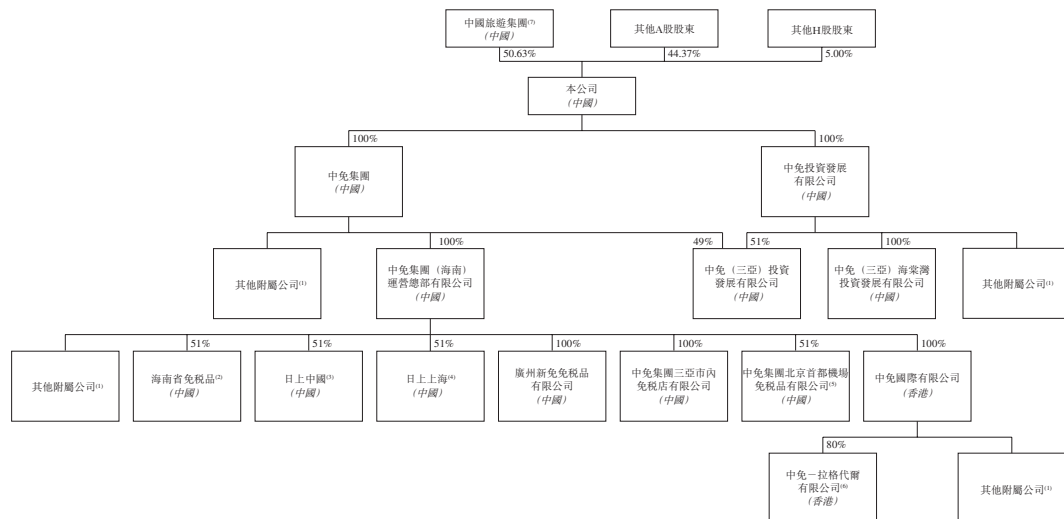 中國旅遊集團(7)
(中國)
其他A股股東
其他H股股東
50.63%
44.37%
5.00%
本公司
(中國)
100%
100%
中免集團
(中國)
中免投資發展
有限公司
(中國)
100%
49%
51%
100%
其他附屬公司(1)
中免集團（海南）
運營總部有限公司
(中國)
中免（三亞）投資
發展有限公司
(中國)
中免（三亞）海棠灣
投資發展有限公司
(中國)
其他附屬公司(1)
51%
51%
51%
100%
100%
51%
100%
其他附屬公司(1)
海南省免税品(2)
(中國)
日上中國(3)
(中國)
日上上海(4)
(中國)
廣州新免免税品
有限公司
(中國)
中免集團三亞市內
免税店有限公司
(中國)
中免集團北京首都機場
免税品有限公司(5)
(中國)
中免國際有限公司
(香港)
80%
中免－拉格代爾
有限公司(6)
(香港)
其他附屬公司(1)